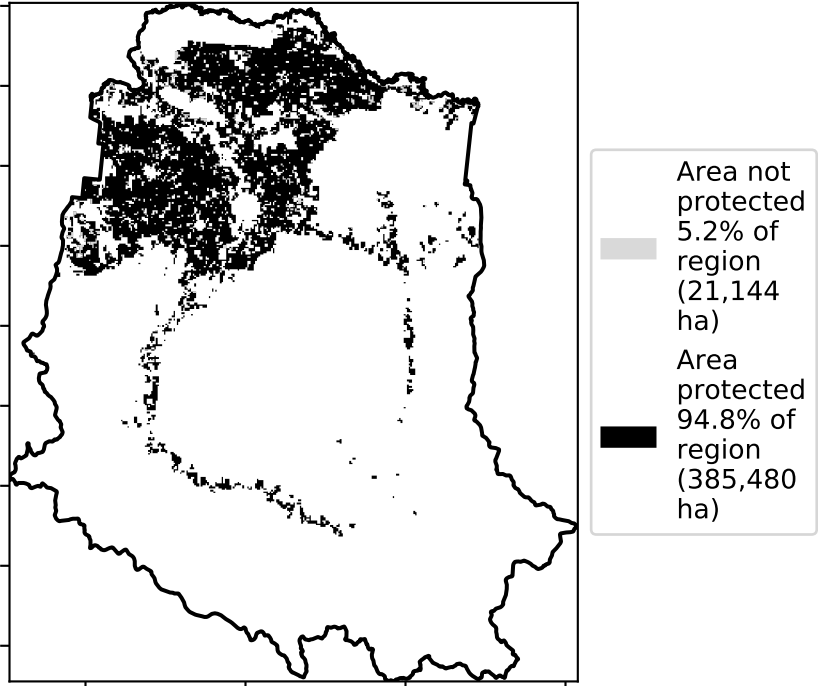 Area not
protected
5.2% of
region
(21,144
ha)
Area
protected
94.8% of
region
(385,480
ha)